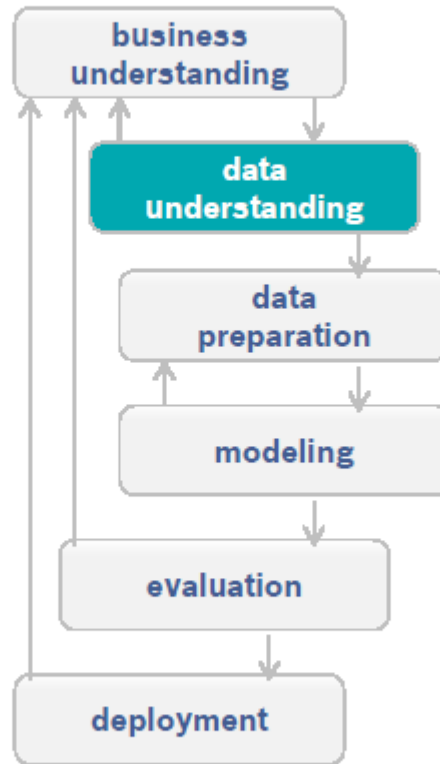 business
understanding
data
understanding
data
preparation
modeling
evaluation
deployment